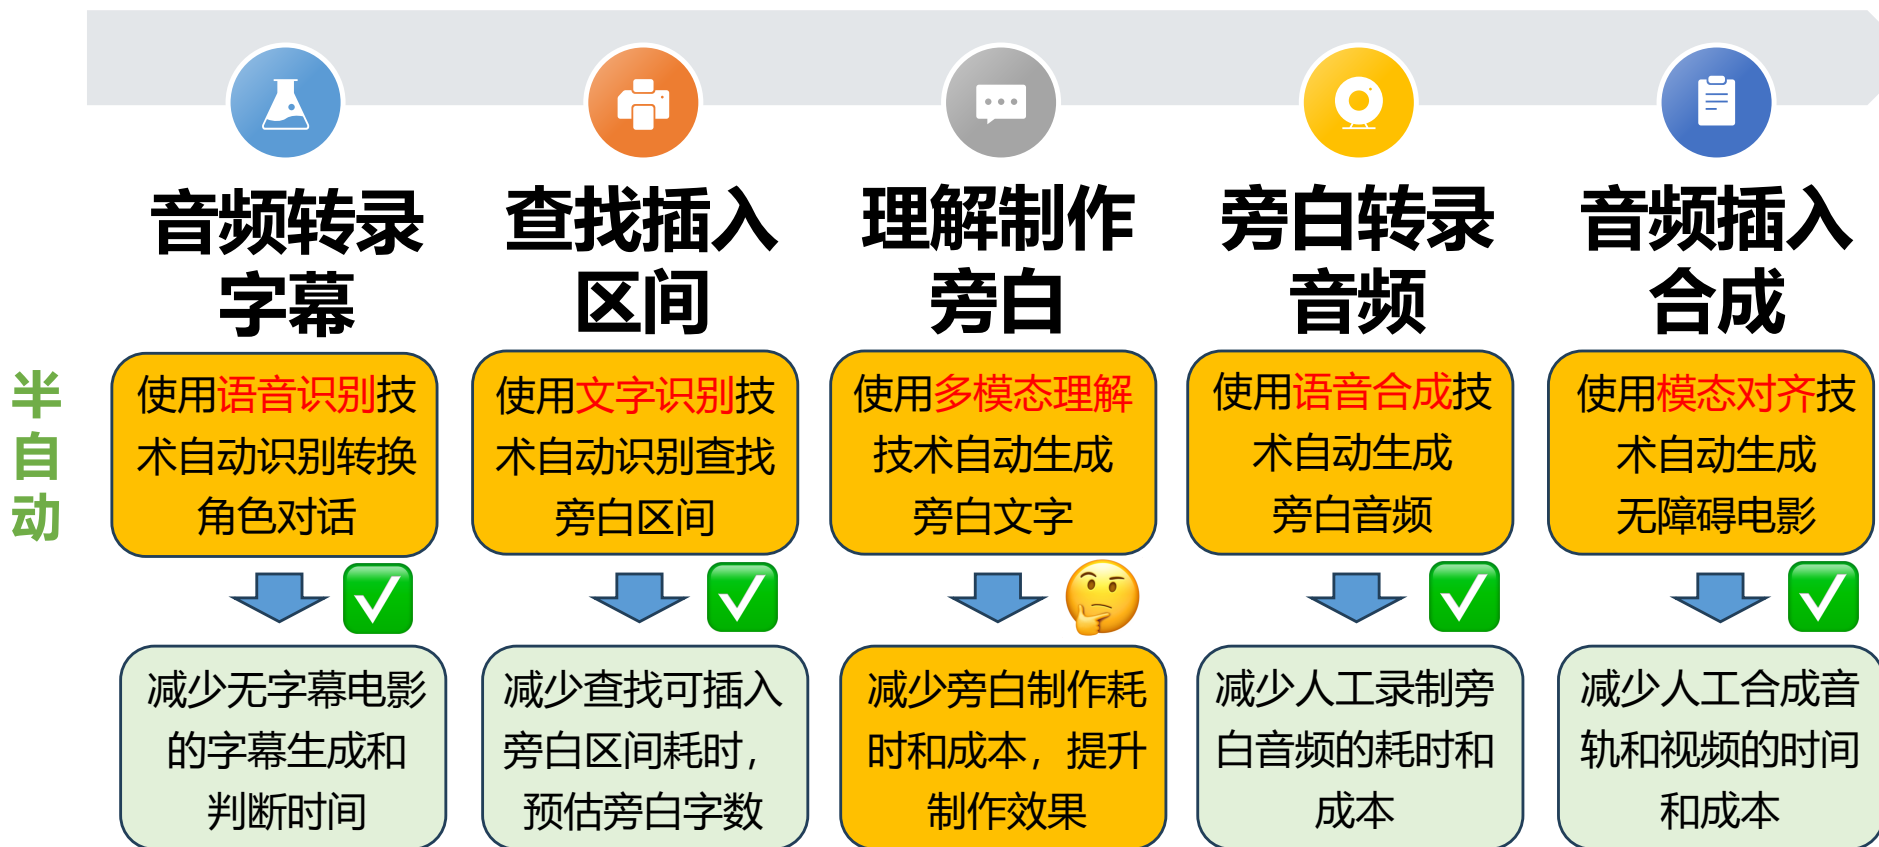 音频转录
字幕
查找插入
区间
理解制作
旁白
旁白转录
音频
音频插入
合成
半
自
动
使用语音识别技
术自动识别转换
角色对话
使用文字识别技
术自动识别查找
旁白区间
使用多模态理解
技术自动生成
旁白文字
使用语音合成技
术自动生成
旁白音频
使用模态对齐技
术自动生成
无障碍电影
减少无字幕电影
的字幕生成和
判断时间
减少查找可插入
旁白区间耗时，
预估旁白字数
减少旁白制作耗
时和成本，提升
制作效果
减少人工录制旁
白音频的耗时和
成本
减少人工合成音
轨和视频的时间
和成本